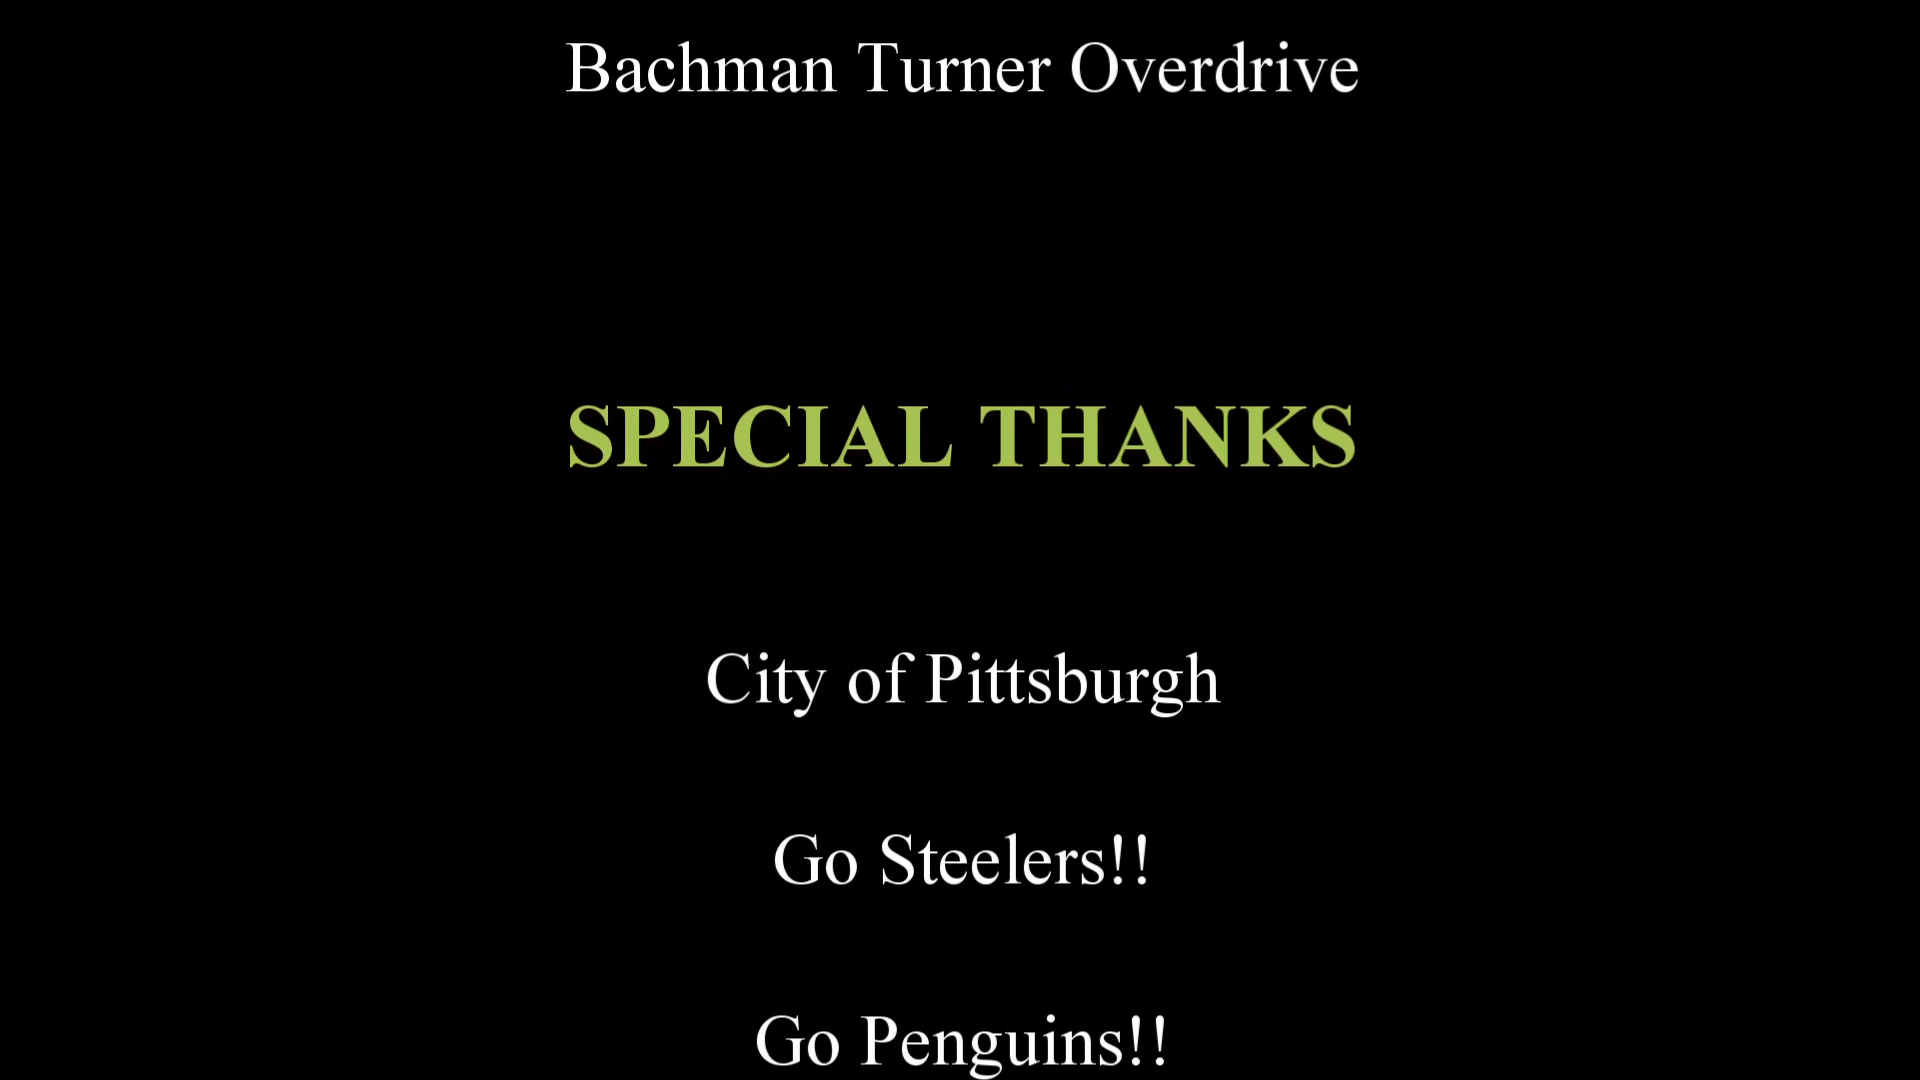 Bachman Turner Overdrive
SPECIAL THANKS
City of Pittsburgh
Go Steelers!!
Go Penguins!!